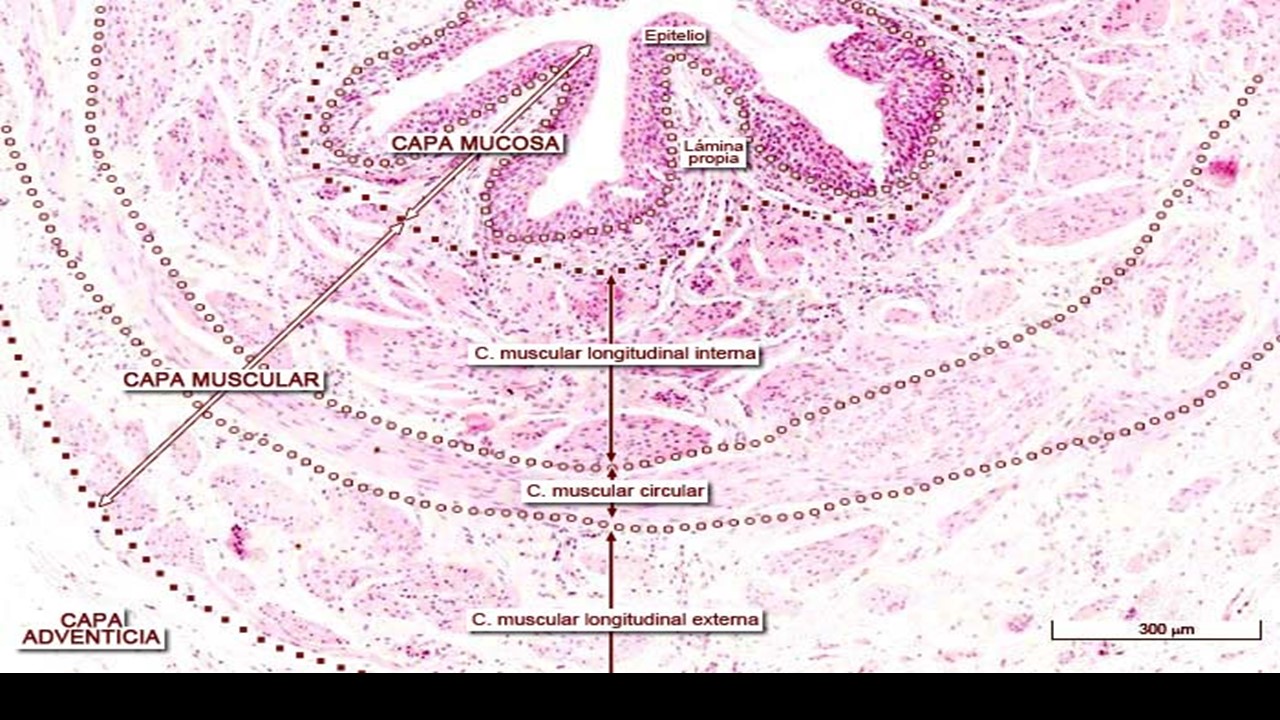 Epitelio
CAPA MUCOSA
Lámina
propia
C. muscular longitudinal interna
CAPA MUSCULAR
C. muscular circular
C. muscular longitudinal externa
CAPA
ADVENTICIA
300 µm